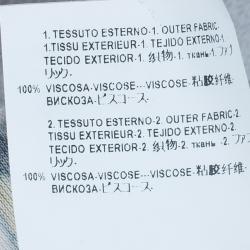 1. TESSUTO ESTERNO-1. OUTER FABRIC-
1.TISSU EXTERIEUR-1. TEJIDO EXTERNO-1.
TECIDO EXTERIOR-1. 织物-1. ткань-1. ファブ
リック.
100% VISCOSA-VISCOSE---VISCOSE-粘胶纤维-
ВИСКОЗА-ビスコース.
2. TESSUTO ESTERNO-2. OUTER FABRIC-2.
TISSU EXTERIEUR-2. TEJIDO EXTERNO-2.
TECIDO EXTERIOR-2. 织物-2. ткань-2. ファブ
リック.
100% VISCOSA-VISCOSE---VISCOSE-粘胶纤维-
ВИСКОЗА-ビスコース.